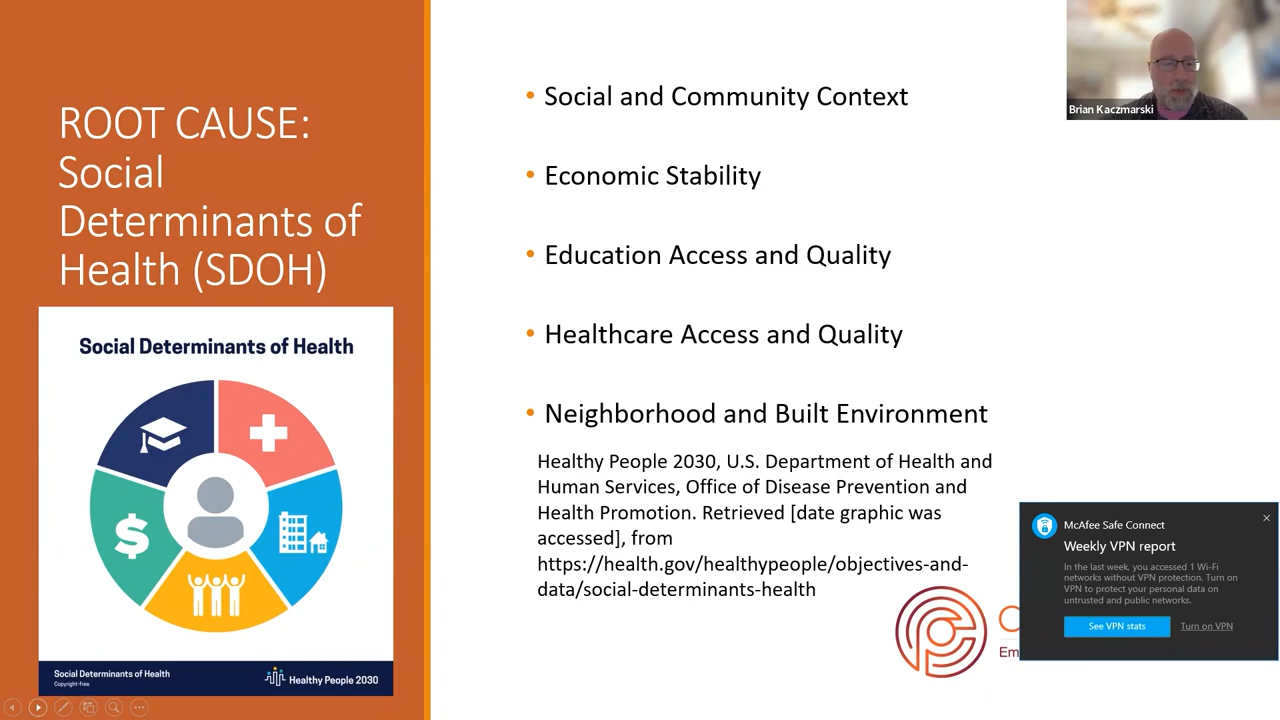 ROOT CAUSE:
Social
Determinants of
Health (SDOH)
Social Determinants of Health
$
Social Determinants of Health
Copyright-free
Healthy People 2030
• Social and Community Context
• Economic Stability
• Education Access and Quality
• Healthcare Access and Quality
• Neighborhood and Built Environment
Healthy People 2030, U.S. Department of Health and
Human Services, Office of Disease Prevention and
Health Promotion. Retrieved [date graphic was
accessed], from
https://health.gov/healthypeople/objectives-and-
data/social-determinants-health
Brian Kaczmarski
McAfee Safe Connect
Weekly VPN report
In the last week, you accessed 1 Wi-Fi
networks without VPN protection. Turn on
VPN to protect your personal data on
untrusted and public networks.
See VPN stats
Turn on VPN